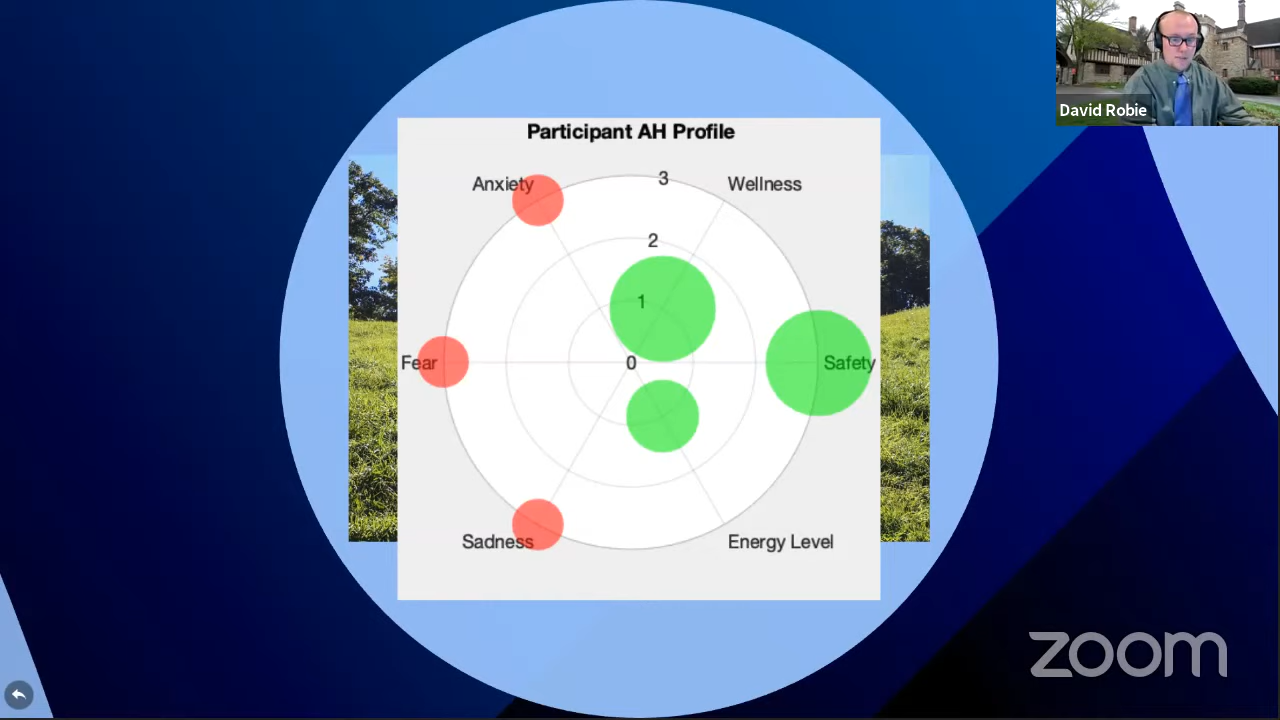 David Robie
Participant AH Profile
Anxiety
3
Wellness
2
1
Fear
0
Safety
Sadness
Energy Level
zoom